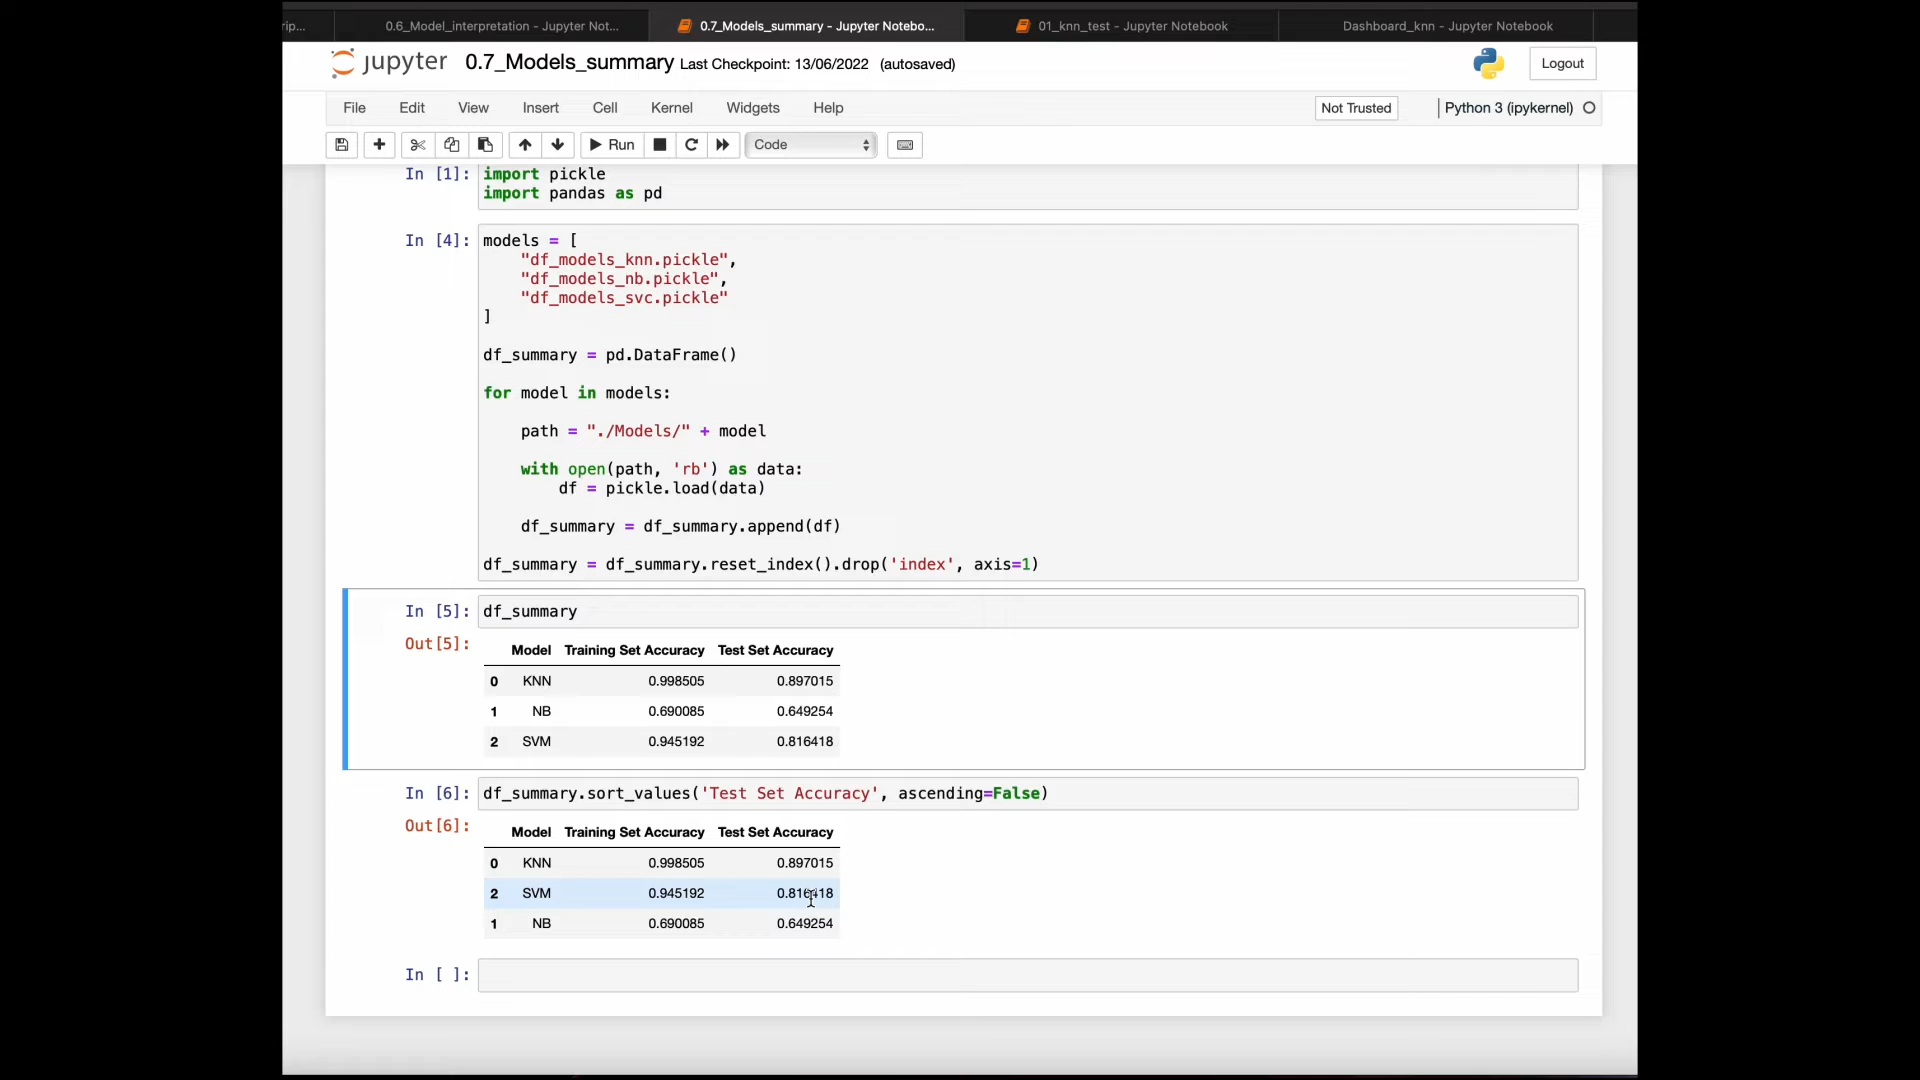 rip...
0.6_Model_interpretation - Jupyter Not...
0.7_Models_summary - Jupyter Notebo...
01_knn_test - Jupyter Notebook
Dashboard_knn - Jupyter Notebook
jupyter 0.7_Models_summary Last Checkpoint: 13/06/2022 (autosaved)
Logout
File Edit View Insert Cell Kernel Widgets Help
Not Trusted
Python 3 (ipykernel)
Run
Code
In [1]: import pickle
import pandas as pd
In [4]: models = [
"df_models_knn.pickle",
"df_models_nb.pickle",
"df_models_svc.pickle"
]
df_summary = pd.DataFrame()
for model in models:
path = "./Models/" + model
with open(path, 'rb') as data:
df = pickle.load(data)
df_summary = df_summary.append(df)
df_summary = df_summary.reset_index().drop('index', axis=1)
In [5]: df_summary
Out[5]:
Model Training Set Accuracy Test Set Accuracy
0 KNN 0.998505 0.897015
1 NB 0.690085 0.649254
2 SVM 0.945192 0.816418
In [6]: df_summary.sort_values('Test Set Accuracy', ascending=False)
Out[6]:
Model Training Set Accuracy Test Set Accuracy
0 KNN 0.998505 0.897015
2 SVM 0.945192 0.816418
1 NB 0.690085 0.649254
In [ ]: